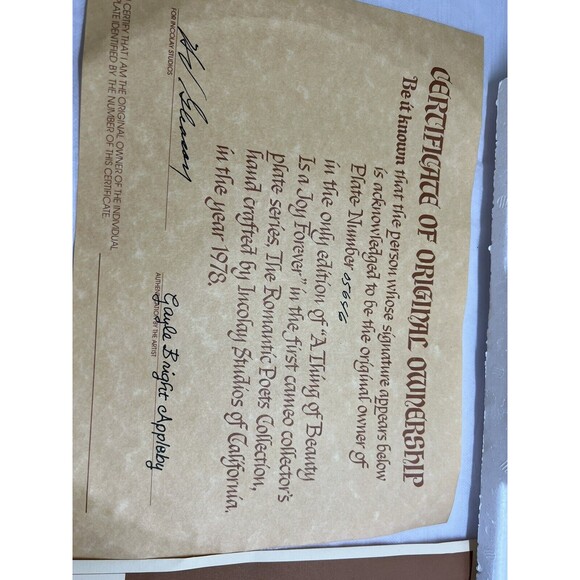 CERTIFICATE OF ORIGINAL OWNERSHIP
Be it known that the person whose signature appears below
is acknowledged to be the original owner of
Plate Number
in the only edition of "A Thing of Beauty
Is a Joy Forever" in the first cameo collector's
plate series, The Romantic Poets Collection,
hand crafted by Incolay Studios of California.
in the year 1978.
Gayle Bright Appleby
FOR INCOLAY STUDIOS
AUTHENTICATION BY THE ARTIST
CERTIFY THAT I AM THE ORIGINAL OWNER OF THE INDIVIDUAL
PLATE IDENTIFIED BY THE NUMBER OF THIS CERTIFICATE